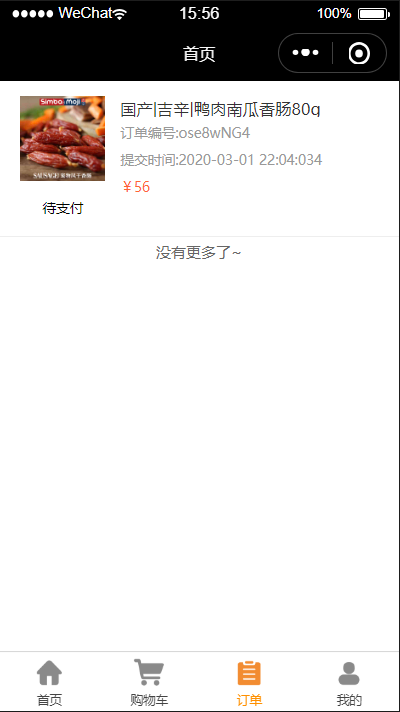 WeChat 15:56 100%
首页
Simba Moji
国产|吉辛|鸭肉南瓜香肠80g
订单编号:ose8wNG4
提交时间:2020-03-01 22:04:034
￥56
待支付
没有更多了~
首页 购物车 订单 我的